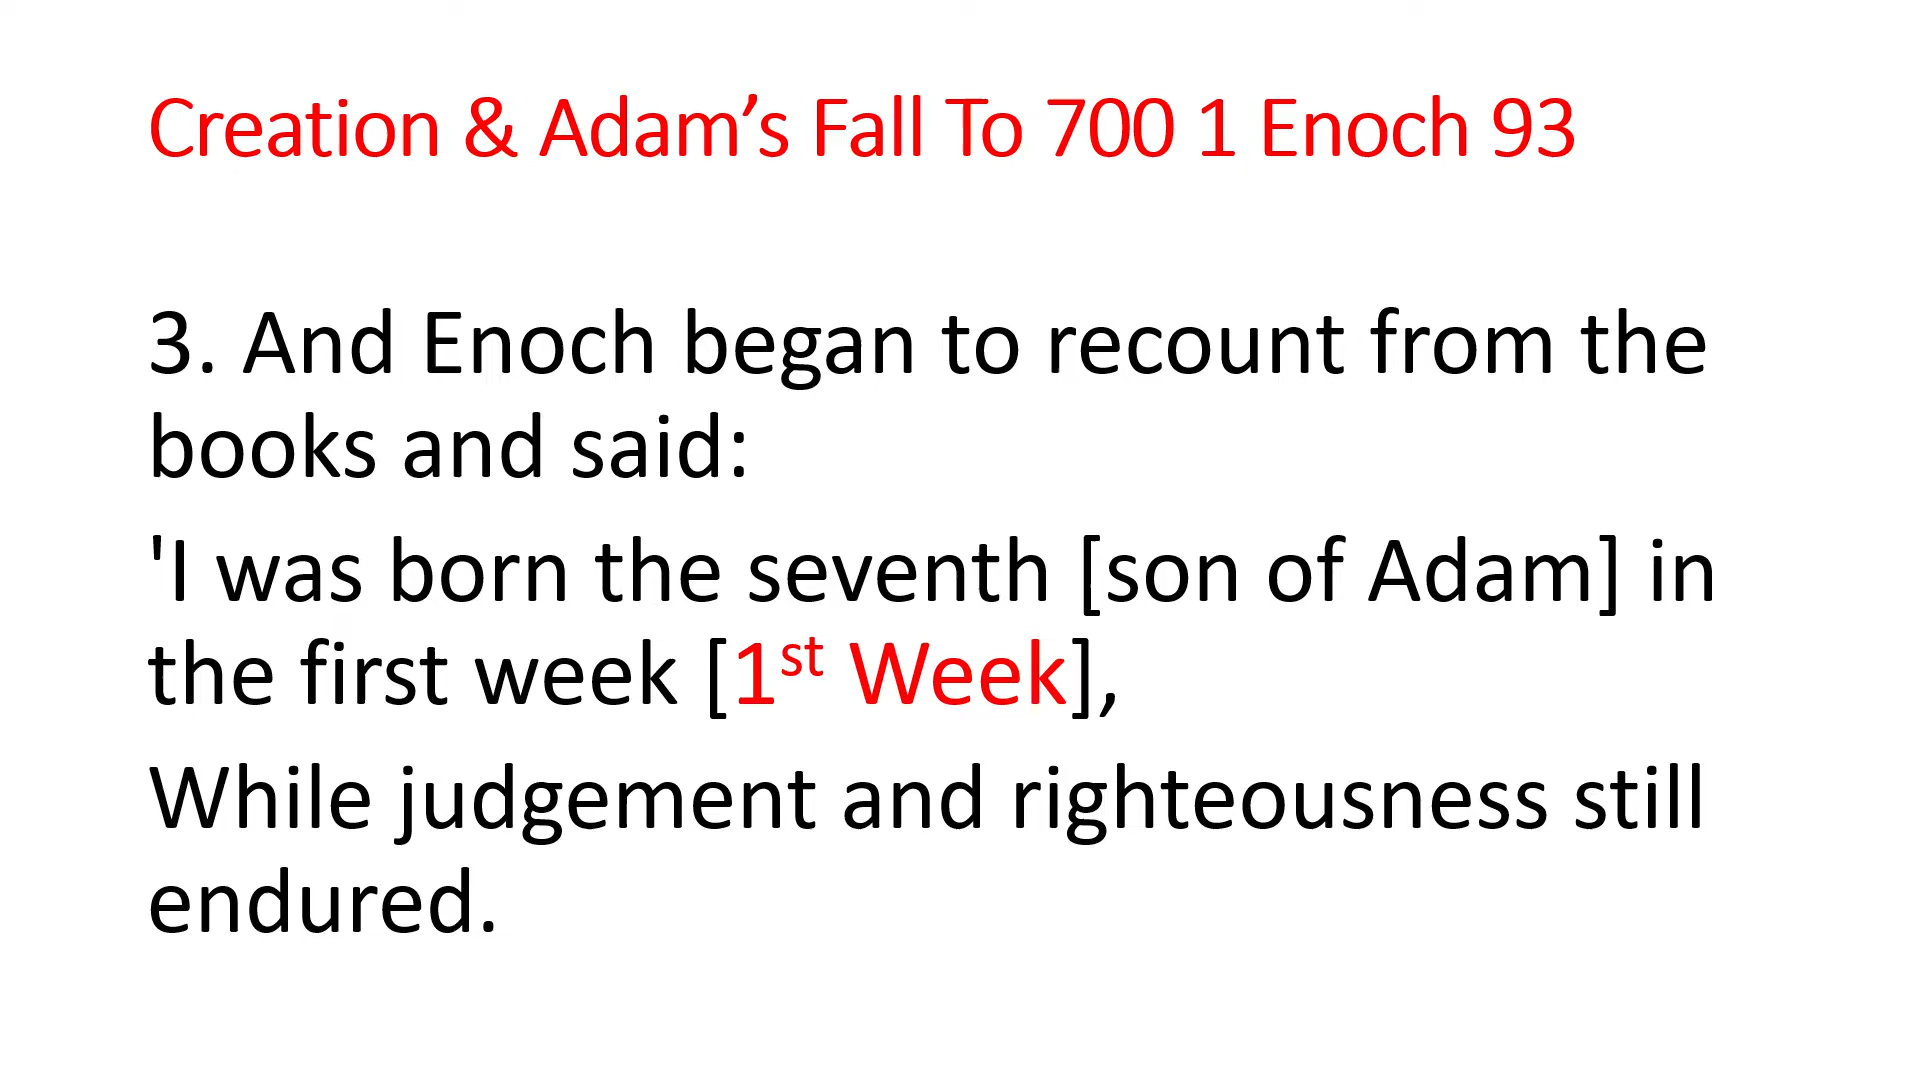 Creation & Adam’s Fall To 700 1 Enoch 93
3. And Enoch began to recount from the
books and said:
'I was born the seventh [son of Adam] in
the first week [1st Week],
While judgement and righteousness still
endured.